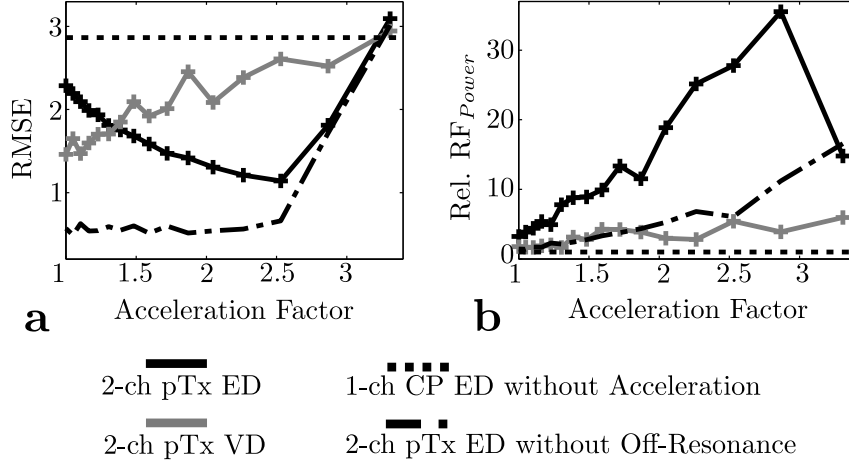 3
2
1
RMSE
1
1.5
2
2.5
3
Acceleration Factor
a
30
20
10
0
Rel. RF_Power
1
1.5
2
2.5
3
Acceleration Factor
b
2-ch pTx ED
1-ch CP ED without Acceleration
2-ch pTx VD
2-ch pTx ED without Off-Resonance